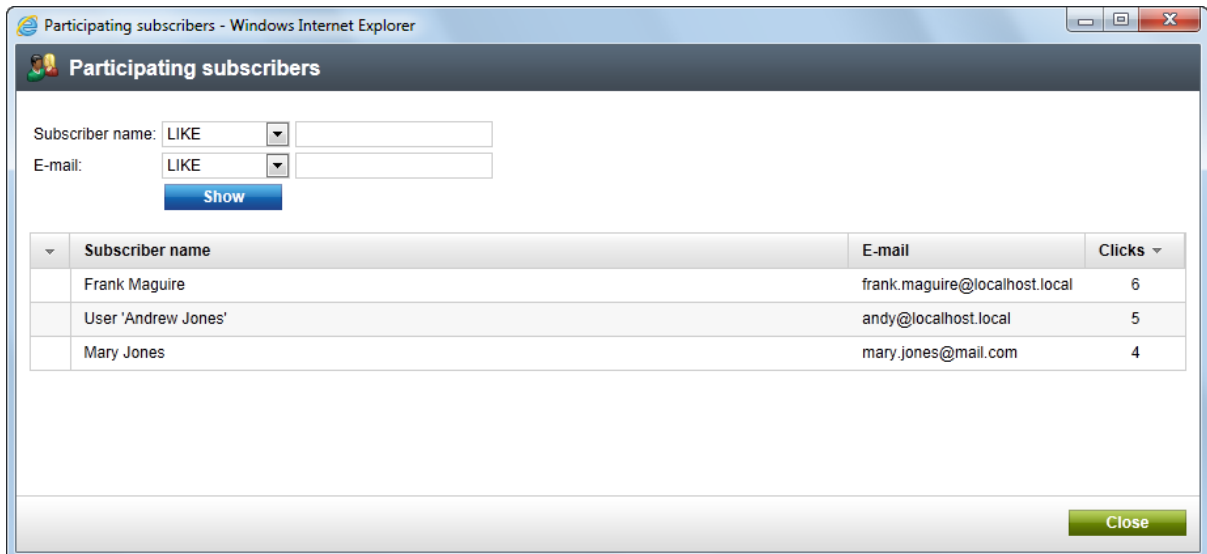 Participating subscribers - Windows Internet Explorer
Participating subscribers
Subscriber name: LIKE
E-mail: LIKE
Show
Subscriber name E-mail Clicks
Frank Maguire frank.maguire@localhost.local 6
User 'Andrew Jones' andy@localhost.local 5
Mary Jones mary.jones@mail.com 4
Close